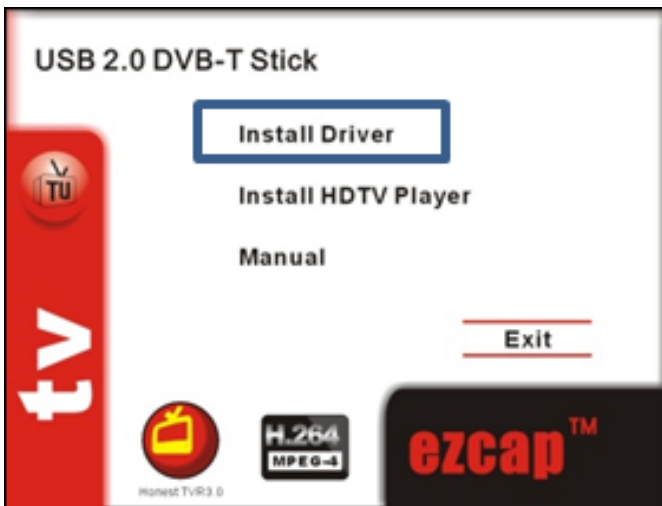 USB 2.0 DVB-T Stick
Install Driver
TU
Install HDTV Player
Manual
Exit
tv
H.264
MPEG-4
ezcap™
Honest TVR3.0